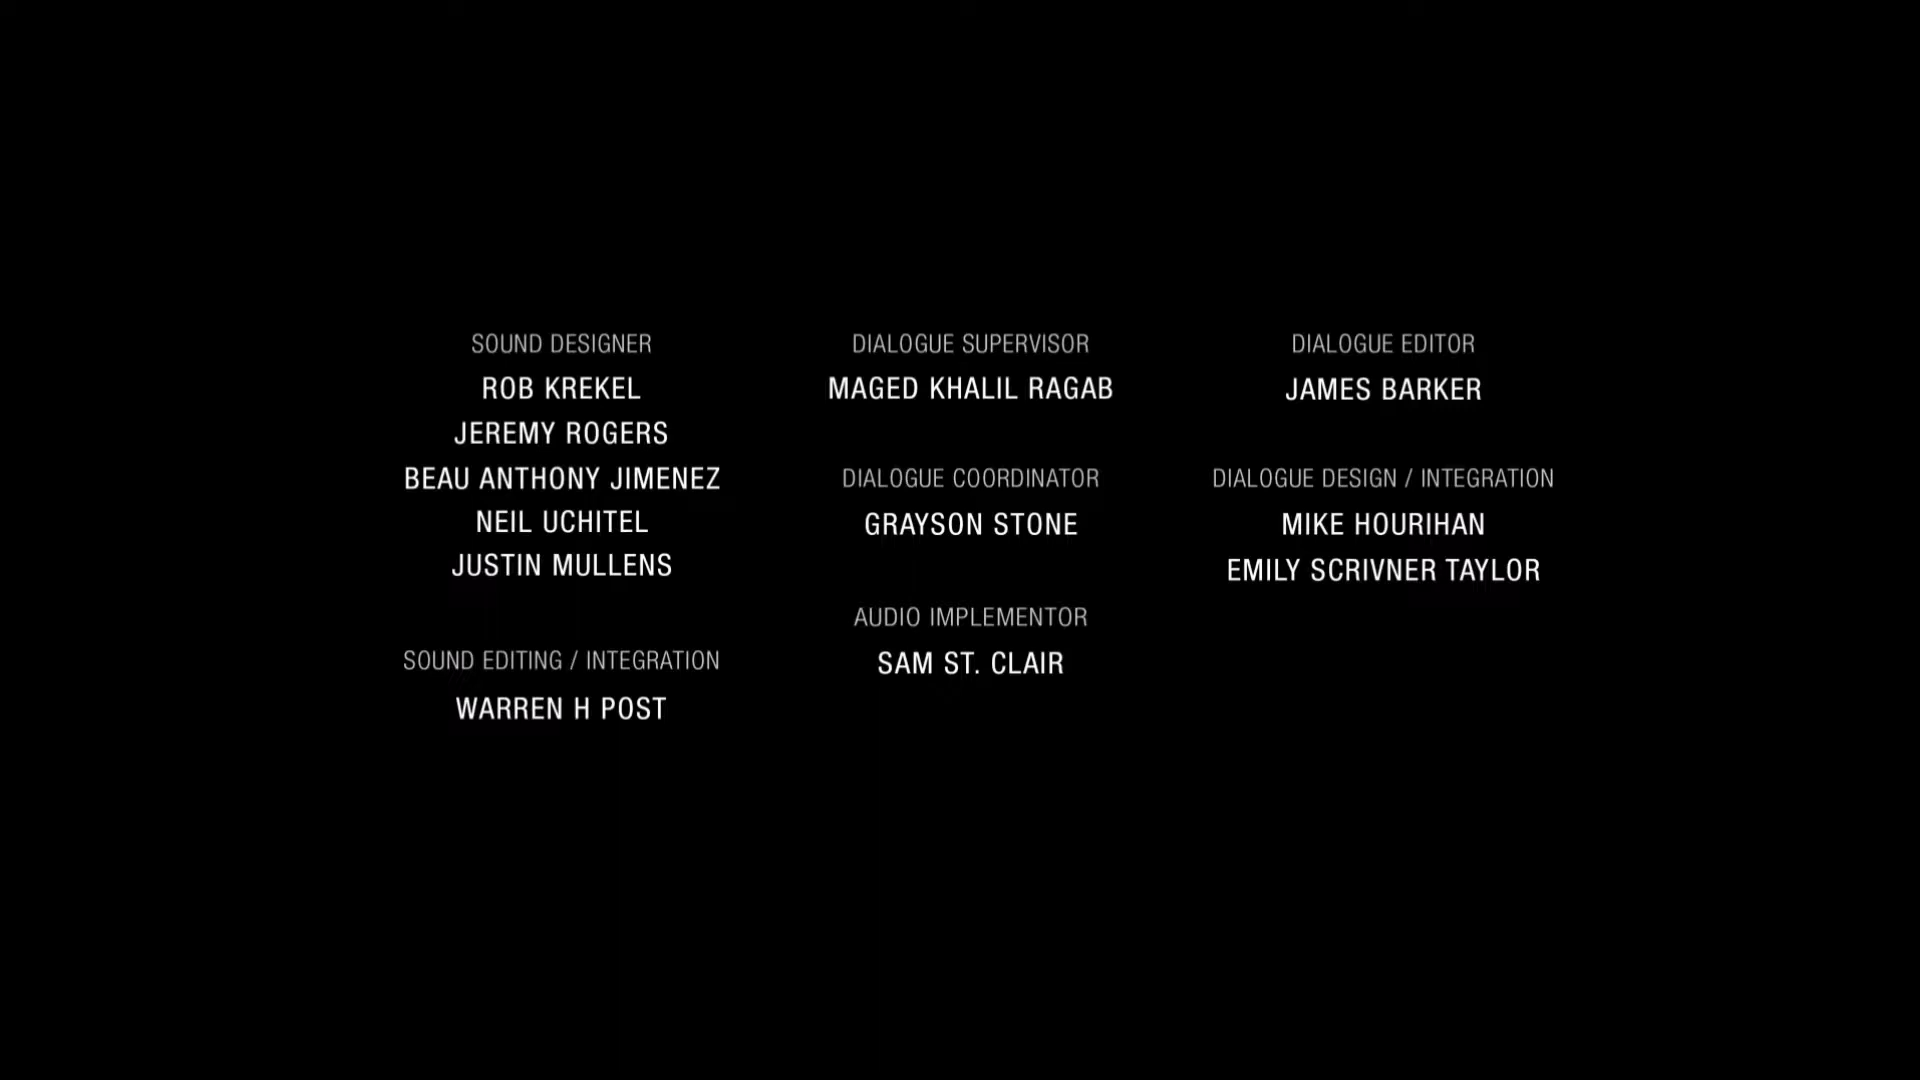 SOUND DESIGNER
ROB KREKEL
JEREMY ROGERS
BEAU ANTHONY JIMENEZ
NEIL UCHITEL
JUSTIN MULLENS
SOUND EDITING / INTEGRATION
WARREN H POST
DIALOGUE SUPERVISOR
MAGED KHALIL RAGAB
DIALOGUE COORDINATOR
GRAYSON STONE
AUDIO IMPLEMENTOR
SAM ST. CLAIR
DIALOGUE EDITOR
JAMES BARKER
DIALOGUE DESIGN / INTEGRATION
MIKE HOURIHAN
EMILY SCRIVNER TAYLOR